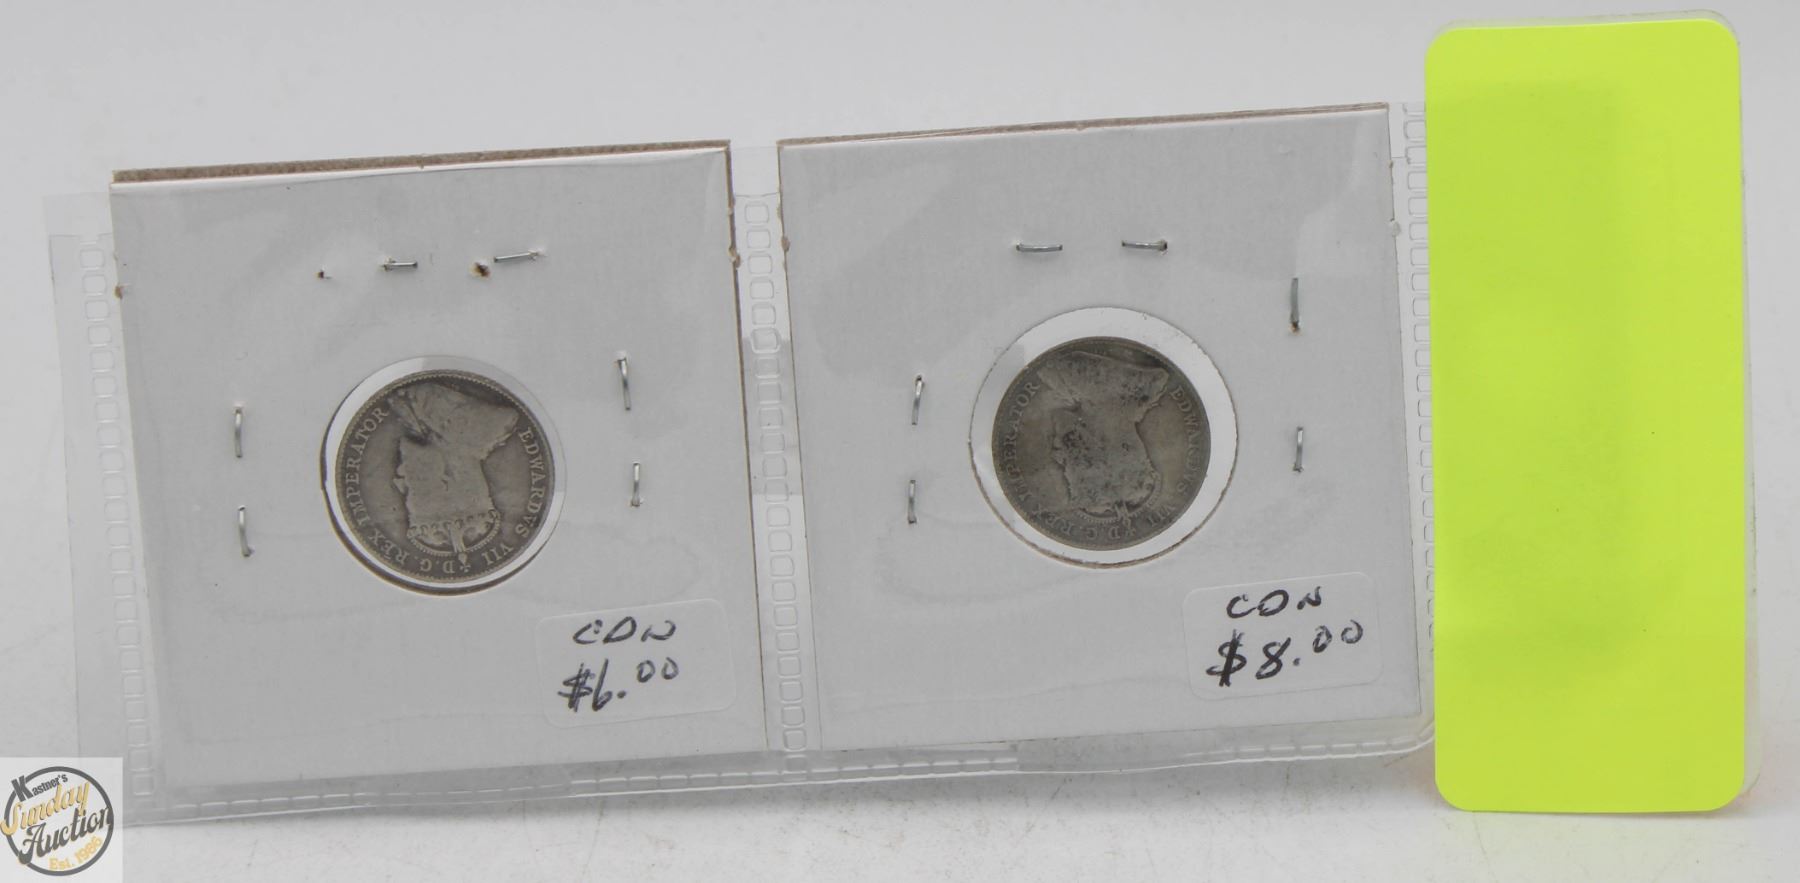 EDWARDVS VII D.G. REX IMPERATOR
CDN
$6.00
EDWARDVS VII D.G. REX IMPERATOR
CDN
$8.00
Kastner's
Sunday
Auction
Est. 1986